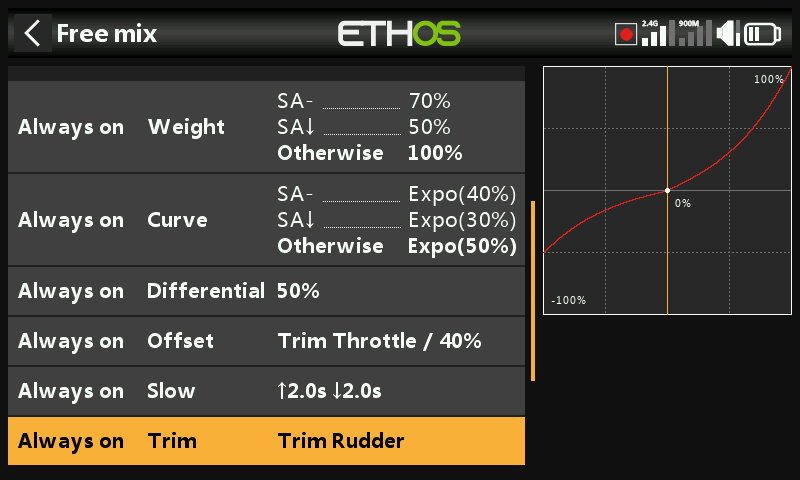 Free mix
ETHOS
2.4G
900M
SA- 70%
Always on Weight SA↓ 50%
Otherwise 100%
SA- Expo(40%)
Always on Curve SA↓ Expo(30%)
Otherwise Expo(50%)
Always on Differential 50%
Always on Offset Trim Throttle / 40%
Always on Slow ↑2.0s ↓2.0s
Always on Trim Trim Rudder
100%
0%
-100%